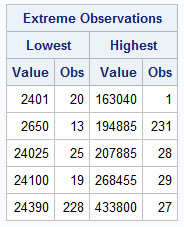 Extreme Observations
Lowest Highest
Value Obs Value Obs
2401 20 163040 1
2650 13 194885 231
24025 25 207885 28
24100 19 268455 29
24390 228 433800 27